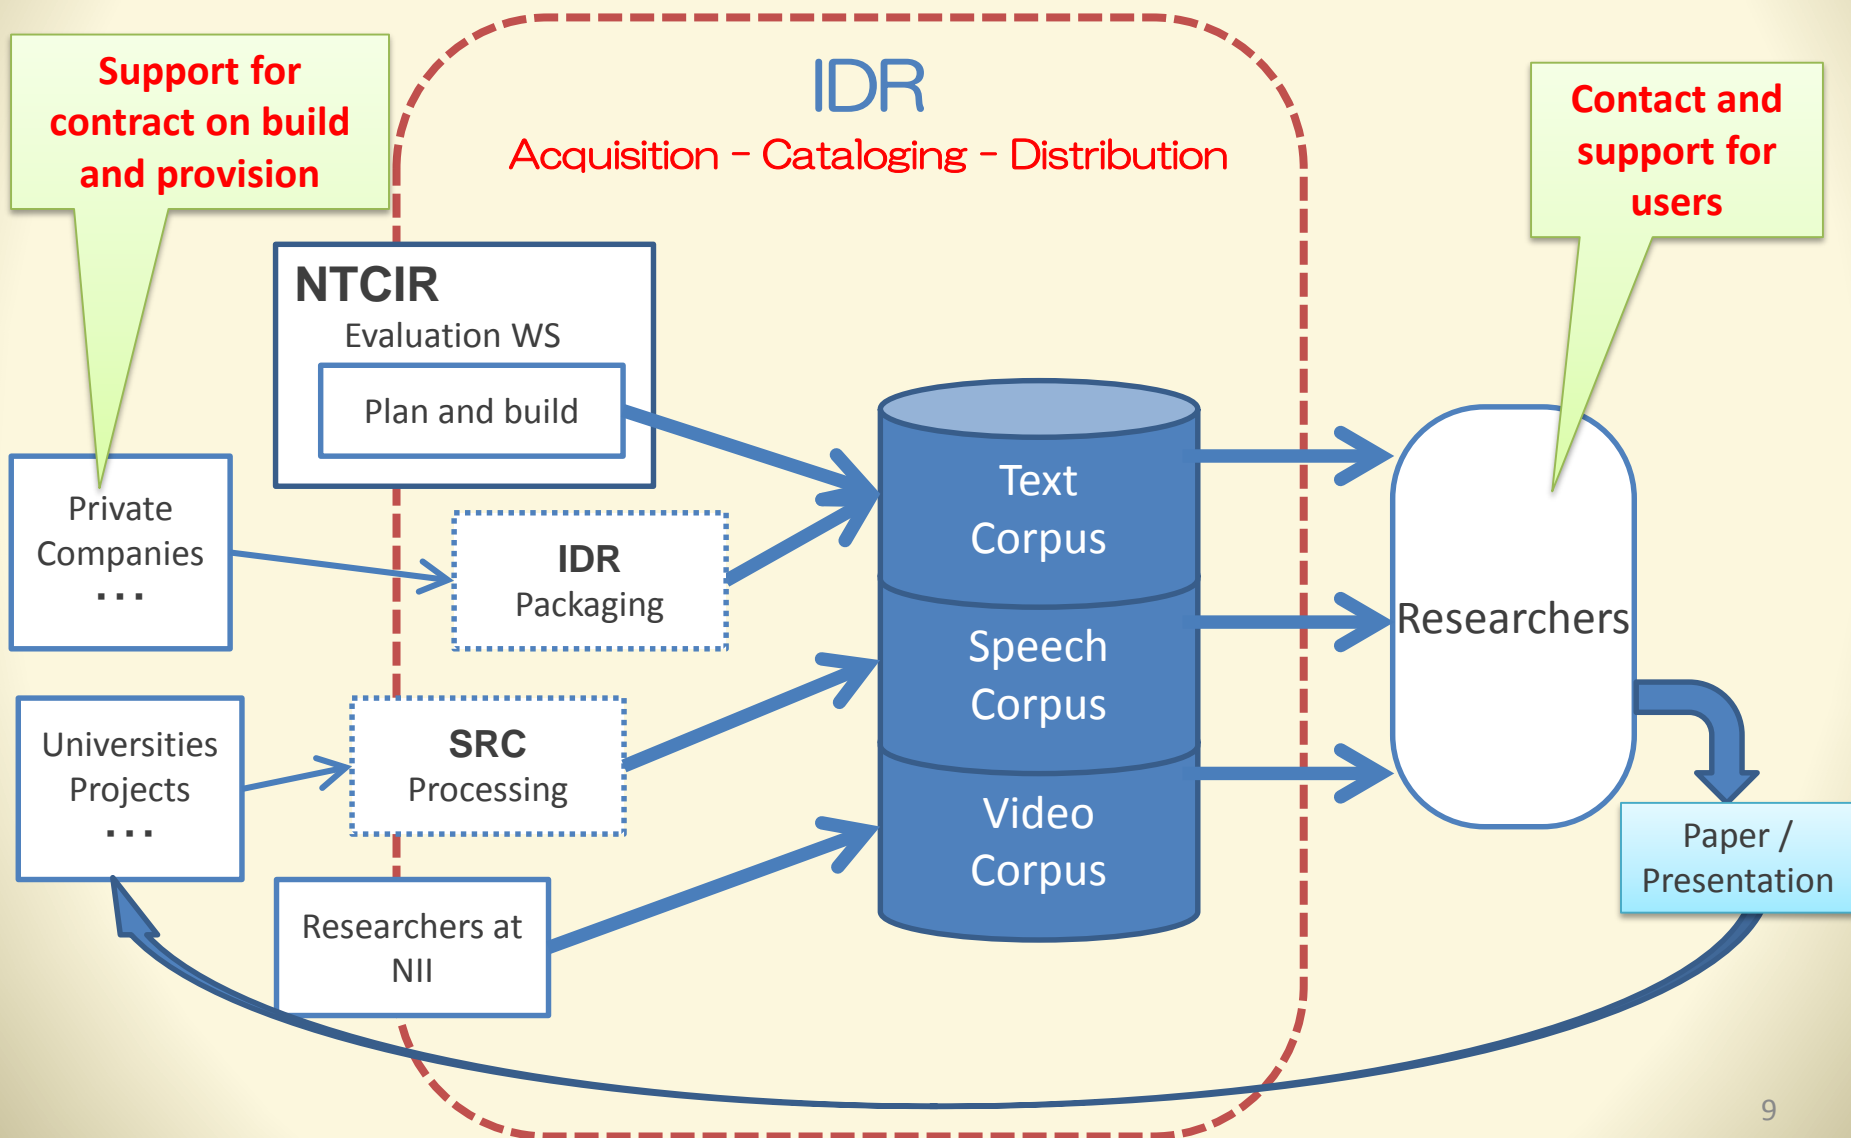 Support for
contract on build
and provision
IDR
Acquisition – Cataloging – Distribution
Contact and
support for
users
NTCIR
Evaluation WS
Plan and build
Private
Companies
...
IDR
Packaging
Universities
Projects
...
SRC
Processing
Researchers at
NII
Text
Corpus
Speech
Corpus
Video
Corpus
Researchers
Paper /
Presentation
9